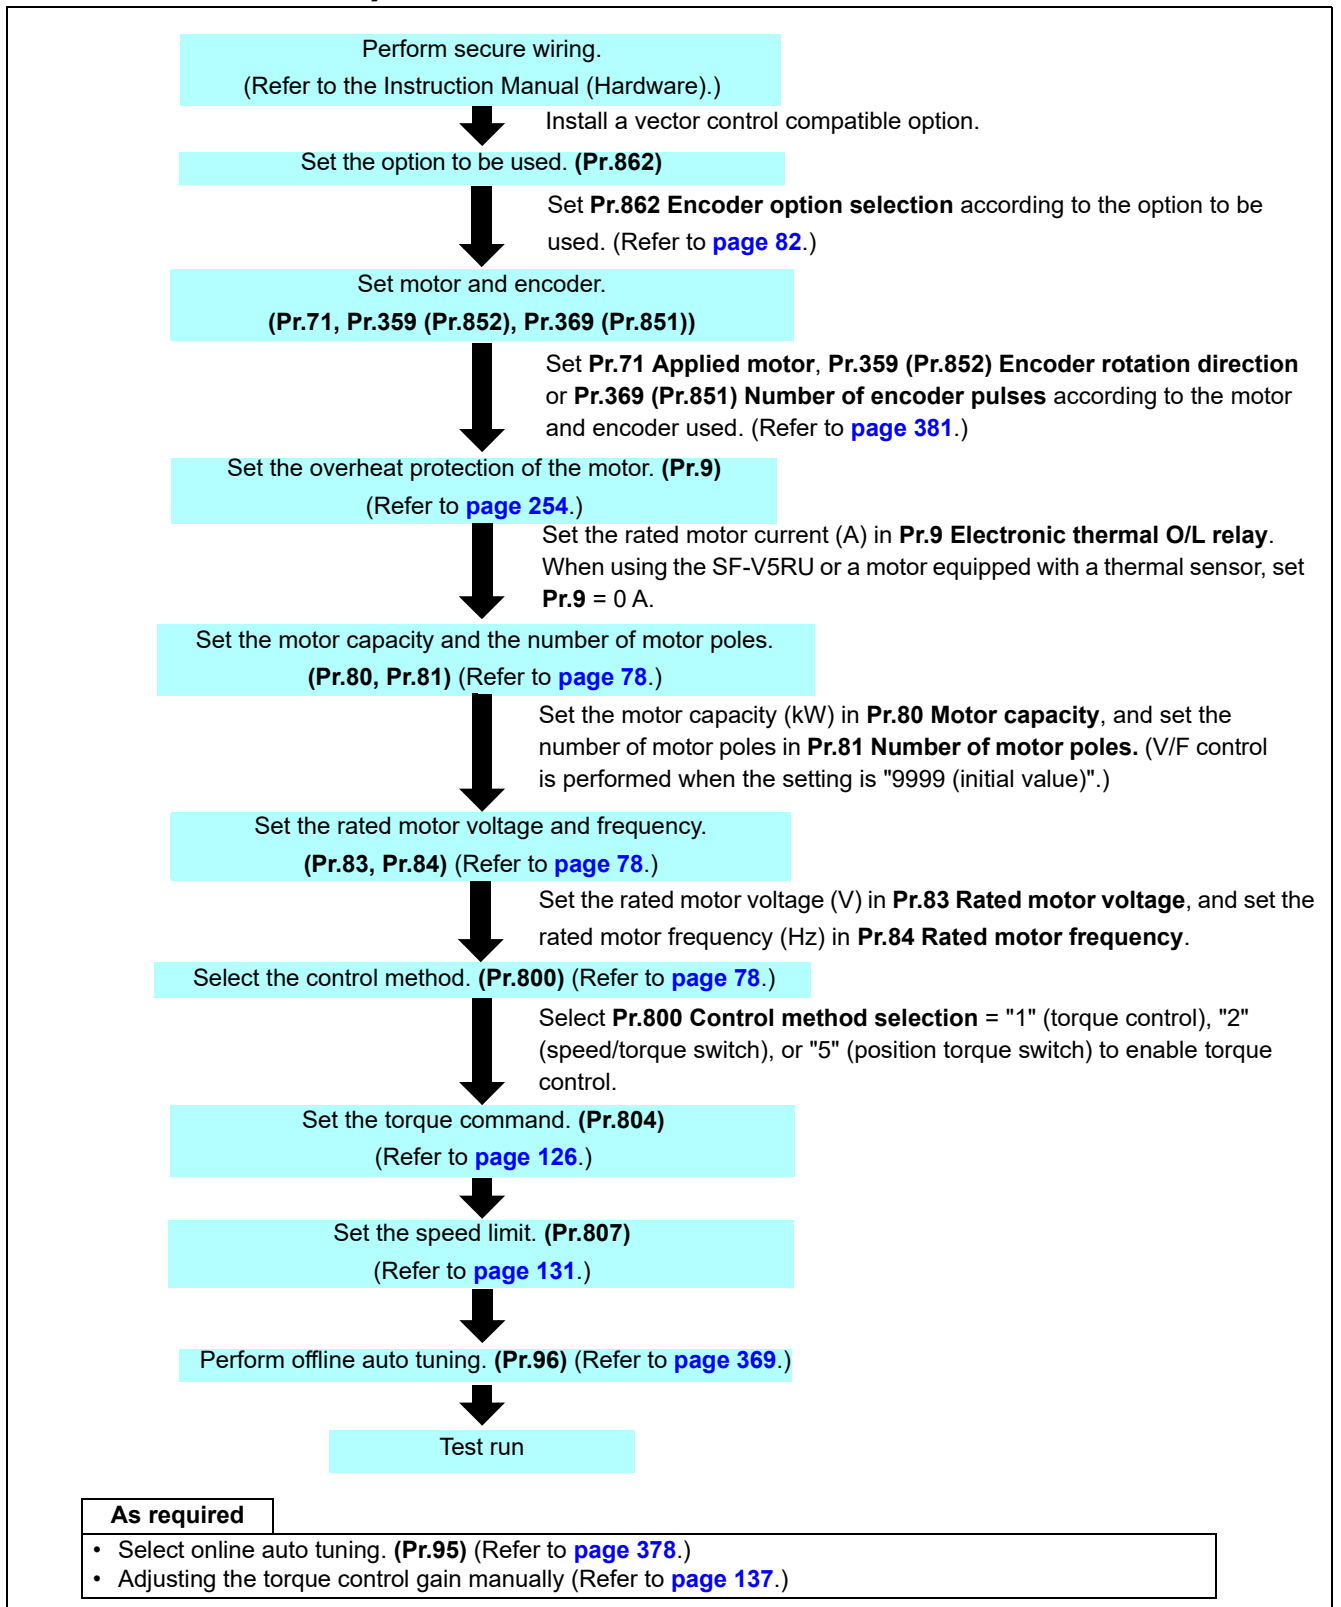 Perform secure wiring.
(Refer to the Instruction Manual (Hardware).)
Install a vector control compatible option.
Set the option to be used. (Pr.862)
Set Pr.862 Encoder option selection according to the option to be
used. (Refer to page 82.)
Set motor and encoder.
(Pr.71, Pr.359 (Pr.852), Pr.369 (Pr.851))
Set Pr.71 Applied motor, Pr.359 (Pr.852) Encoder rotation direction
or Pr.369 (Pr.851) Number of encoder pulses according to the motor
and encoder used. (Refer to page 381.)
Set the overheat protection of the motor. (Pr.9)
(Refer to page 254.)
Set the rated motor current (A) in Pr.9 Electronic thermal O/L relay.
When using the SF-V5RU or a motor equipped with a thermal sensor, set
Pr.9 = 0 A.
Set the motor capacity and the number of motor poles.
(Pr.80, Pr.81) (Refer to page 78.)
Set the motor capacity (kW) in Pr.80 Motor capacity, and set the
number of motor poles in Pr.81 Number of motor poles. (V/F control
is performed when the setting is "9999 (initial value)".)
Set the rated motor voltage and frequency.
(Pr.83, Pr.84) (Refer to page 78.)
Set the rated motor voltage (V) in Pr.83 Rated motor voltage, and set the
rated motor frequency (Hz) in Pr.84 Rated motor frequency.
Select the control method. (Pr.800) (Refer to page 78.)
Select Pr.800 Control method selection = "1" (torque control), "2"
(speed/torque switch), or "5" (position torque switch) to enable torque
control.
Set the torque command. (Pr.804)
(Refer to page 126.)
Set the speed limit. (Pr.807)
(Refer to page 131.)
Perform offline auto tuning. (Pr.96) (Refer to page 369.)
Test run
As required
• Select online auto tuning. (Pr.95) (Refer to page 378.)
• Adjusting the torque control gain manually (Refer to page 137.)